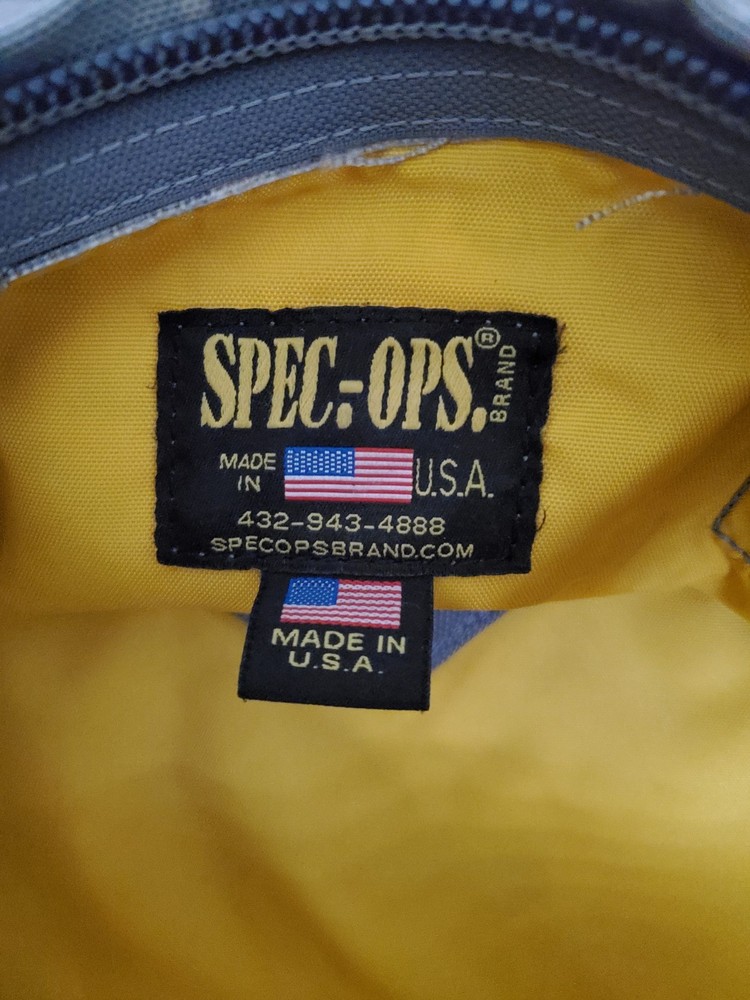 SPEC.-OPS.®
BRAND
MADE IN U.S.A.
432-943-4888
SPECOPSBRAND.COM
MADE IN
U.S.A.